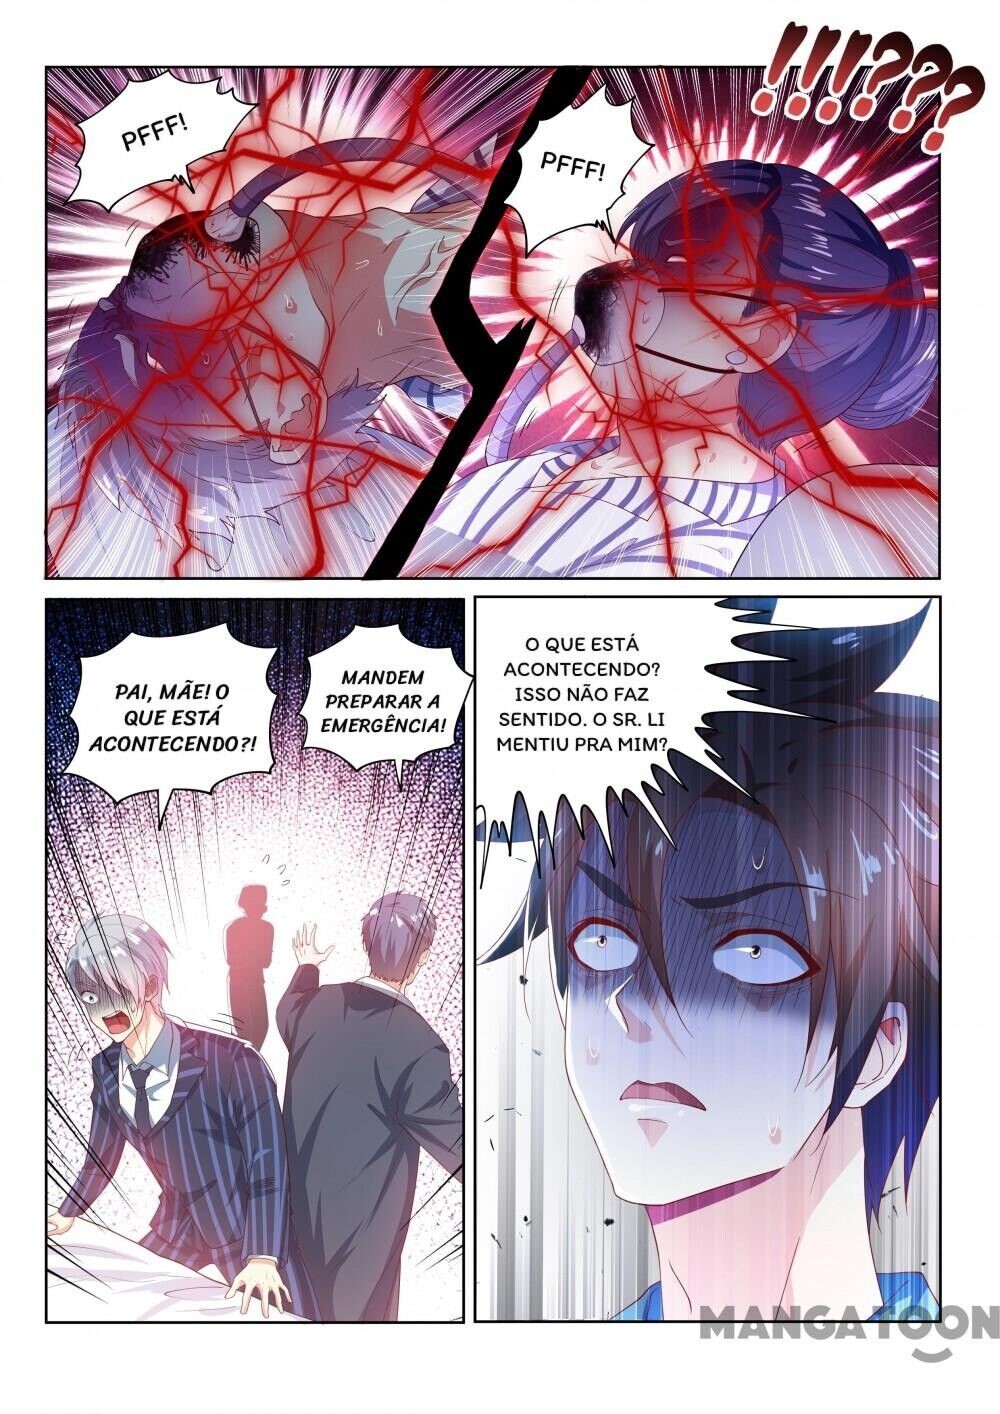 !!!???
PFFF!
PFFF!
PAI, MÃE! O
QUE ESTÁ
ACONTECENDO?!
MANDEM
PREPARAR A
EMERGÊNCIA!
O QUE ESTÁ
ACONTECENDO?
ISSO NÃO FAZ
SENTIDO. O SR. LI
MENTIU PRA MIM?
MANGATOON